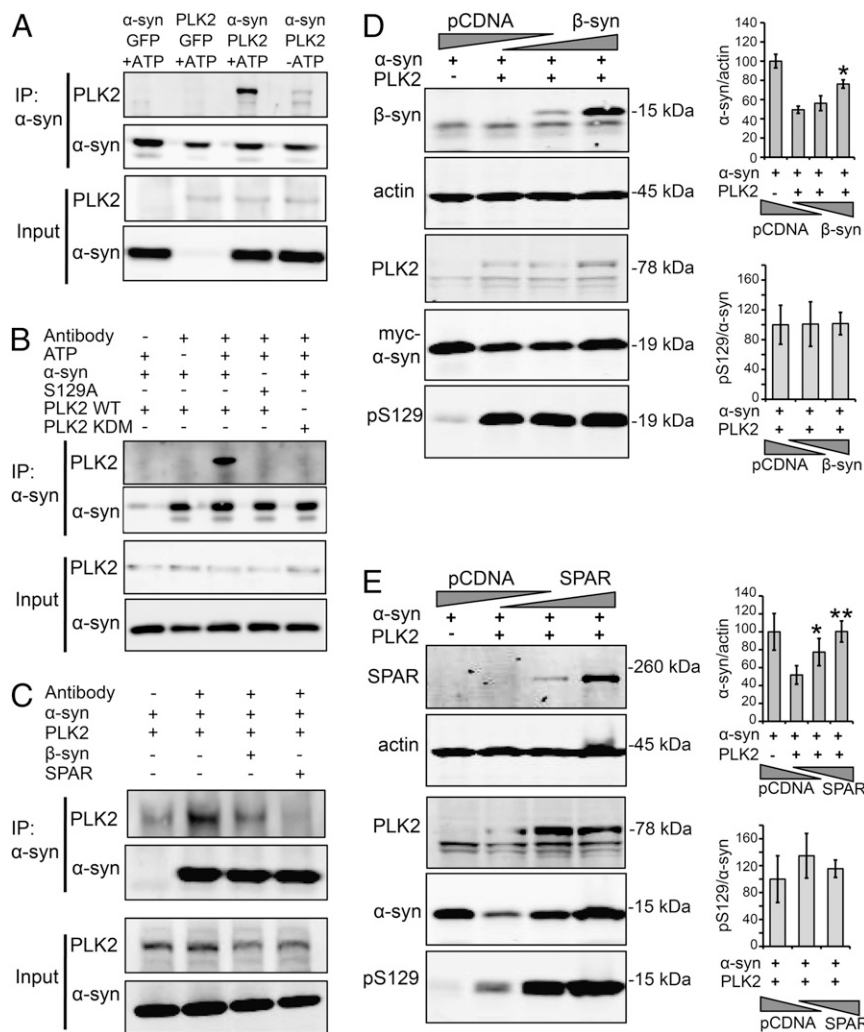 A
α-syn PLK2 α-syn α-syn
GFP GFP PLK2 PLK2
+ATP +ATP +ATP -ATP
IP:
α-syn
PLK2
α-syn
Input
PLK2
α-syn
B
Antibody - + + + +
ATP + - + + +
α-syn + + + - +
S129A - - - + -
PLK2 WT + + + + -
PLK2 KDM - - - - +
IP:
α-syn
PLK2
α-syn
Input
PLK2
α-syn
C
Antibody - + + +
α-syn + + + +
PLK2 + + + +
β-syn - - + -
SPAR - - - +
IP:
α-syn
PLK2
α-syn
Input
PLK2
α-syn
D
pCDNA β-syn
α-syn + + + +
PLK2 - + + +
β-syn -15 kDa
actin -45 kDa
PLK2 -78 kDa
myc-
α-syn -19 kDa
pS129 -19 kDa
α-syn/actin
140
120
100
80
60
40
20
0
*
α-syn + + + +
PLK2 - + + +
pCDNA β-syn
pS129/α-syn
160
120
80
40
0
α-syn + + +
PLK2 + + +
pCDNA β-syn
E
pCDNA SPAR
α-syn + + + +
PLK2 - + + +
SPAR -260 kDa
actin -45 kDa
PLK2 -78 kDa
α-syn -15 kDa
pS129 -15 kDa
α-syn/actin
140
120
100
80
60
40
20
0
* **
α-syn + + + +
PLK2 - + + +
pCDNA SPAR
pS129/α-syn
200
150
100
50
0
α-syn + + +
PLK2 + + +
pCDNA SPAR